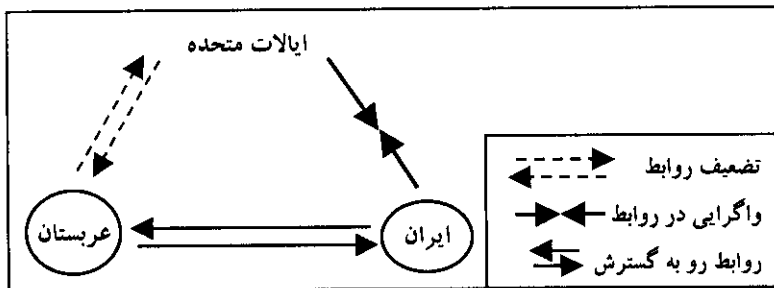 ایالات متحده
عربستان
ایران
تضعیف روابط
واگرایی در روابط
روابط رو به گسترش